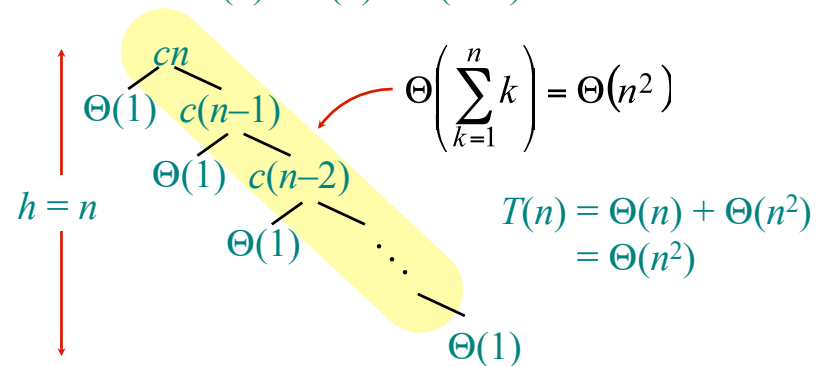 cn
Θ(1) c(n–1)
Θ(1) c(n–2)
Θ(1)
⋱
Θ(1)
h = n
Θ(∑_{k=1}^{n} k) = Θ(n²)
T(n) = Θ(n) + Θ(n²)
= Θ(n²)